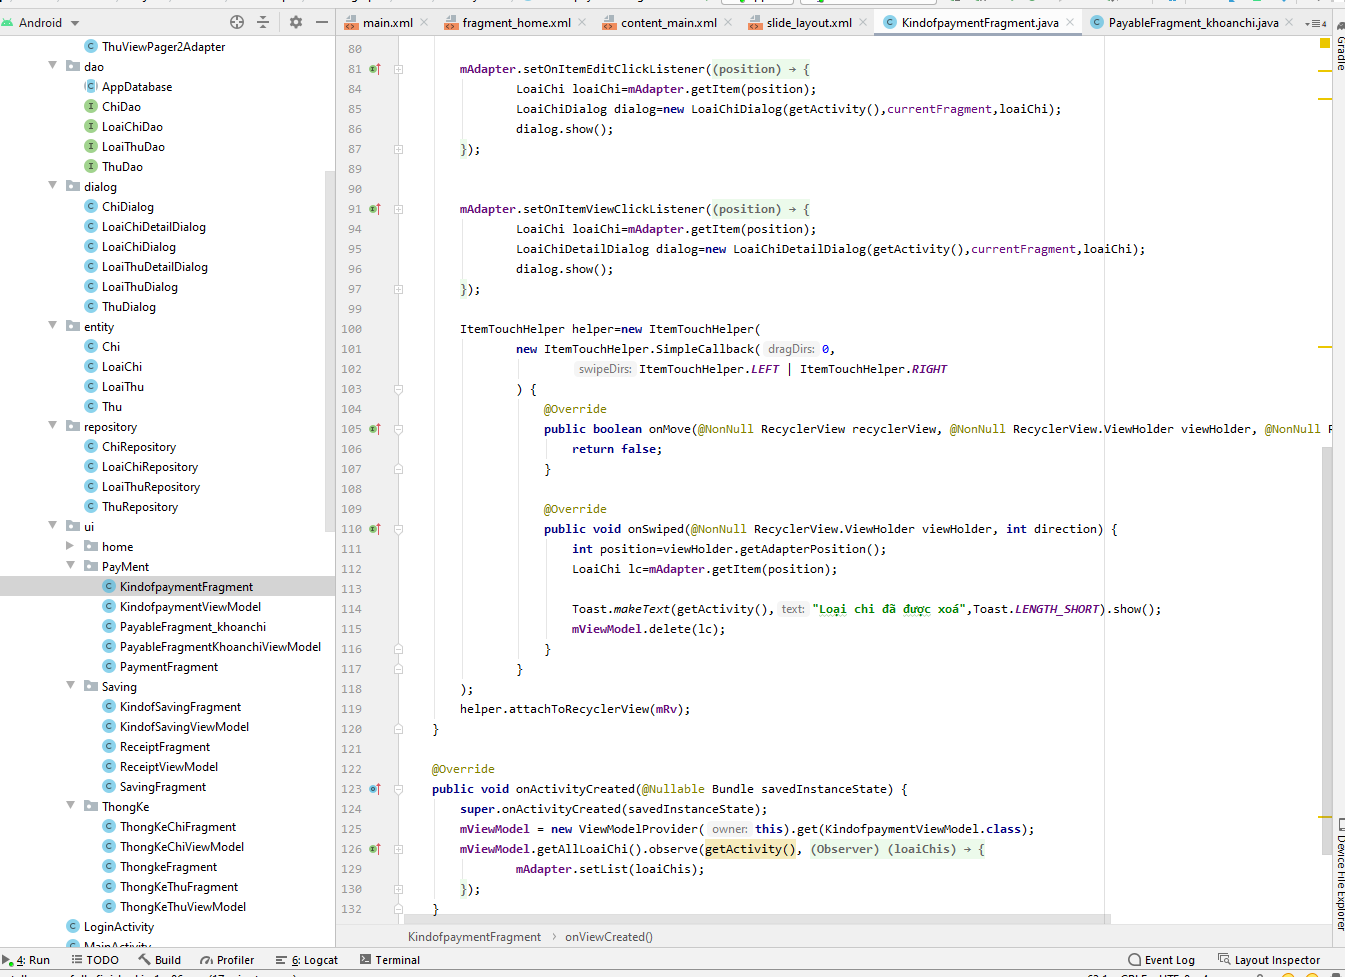 Android
main.xml
fragment_home.xml
content_main.xml
slide_layout.xml
KindofpaymentFragment.java
PayableFragment_khoanchi.java
4
Gradle
ThuViewPager2Adapter
dao
AppDatabase
ChiDao
LoaiChiDao
LoaiThuDao
ThuDao
dialog
ChiDialog
LoaiChiDetailDialog
LoaiChiDialog
LoaiThuDetailDialog
LoaiThuDialog
ThuDialog
entity
Chi
LoaiChi
LoaiThu
Thu
repository
ChiRepository
LoaiChiRepository
LoaiThuRepository
ThuRepository
ui
home
PayMent
KindofpaymentFragment
KindofpaymentViewModel
PayableFragment_khoanchi
PayableFragmentKhoanchiViewModel
PaymentFragment
Saving
KindofSavingFragment
KindofSavingViewModel
ReceiptFragment
ReceiptViewModel
SavingFragment
ThongKe
ThongKeChiFragment
ThongKeChiViewModel
ThongkeFragment
ThongKeThuFragment
ThongKeThuViewModel
LoginActivity
MainActivity
80
81 mAdapter.setOnItemEditClickListener((position) → {
84 LoaiChi loaiChi=mAdapter.getItem(position);
85 LoaiChiDialog dialog=new LoaiChiDialog(getActivity(),currentFragment,loaiChi);
86 dialog.show();
87 });
89
90
91 mAdapter.setOnItemViewClickListener((position) → {
94 LoaiChi loaiChi=mAdapter.getItem(position);
95 LoaiChiDetailDialog dialog=new LoaiChiDetailDialog(getActivity(),currentFragment,loaiChi);
96 dialog.show();
97 });
99
100 ItemTouchHelper helper=new ItemTouchHelper(
101 new ItemTouchHelper.SimpleCallback( dragDirs: 0,
102 swipeDirs: ItemTouchHelper.LEFT | ItemTouchHelper.RIGHT
103 ) {
104 @Override
105 public boolean onMove(@NonNull RecyclerView recyclerView, @NonNull RecyclerView.ViewHolder viewHolder, @NonNull
106 return false;
107 }
108
109 @Override
110 public void onSwiped(@NonNull RecyclerView.ViewHolder viewHolder, int direction) {
111 int position=viewHolder.getAdapterPosition();
112 LoaiChi lc=mAdapter.getItem(position);
113
114 Toast.makeText(getActivity(), text: "Loại chi đã được xoá",Toast.LENGTH_SHORT).show();
115 mViewModel.delete(lc);
116 }
117 }
118 );
119 helper.attachToRecyclerView(mRv);
120 }
121
122 @Override
123 public void onActivityCreated(@Nullable Bundle savedInstanceState) {
124 super.onActivityCreated(savedInstanceState);
125 mViewModel = new ViewModelProvider( owner: this).get(KindofpaymentViewModel.class);
126 mViewModel.getAllLoaiChi().observe(getActivity(), (Observer) (loaiChis) → {
129 mAdapter.setList(loaiChis);
130 });
132 }
KindofpaymentFragment › onViewCreated()
Device File Explorer
4: Run
TODO
Build
Profiler
6: Logcat
Terminal
Event Log
Layout Inspector